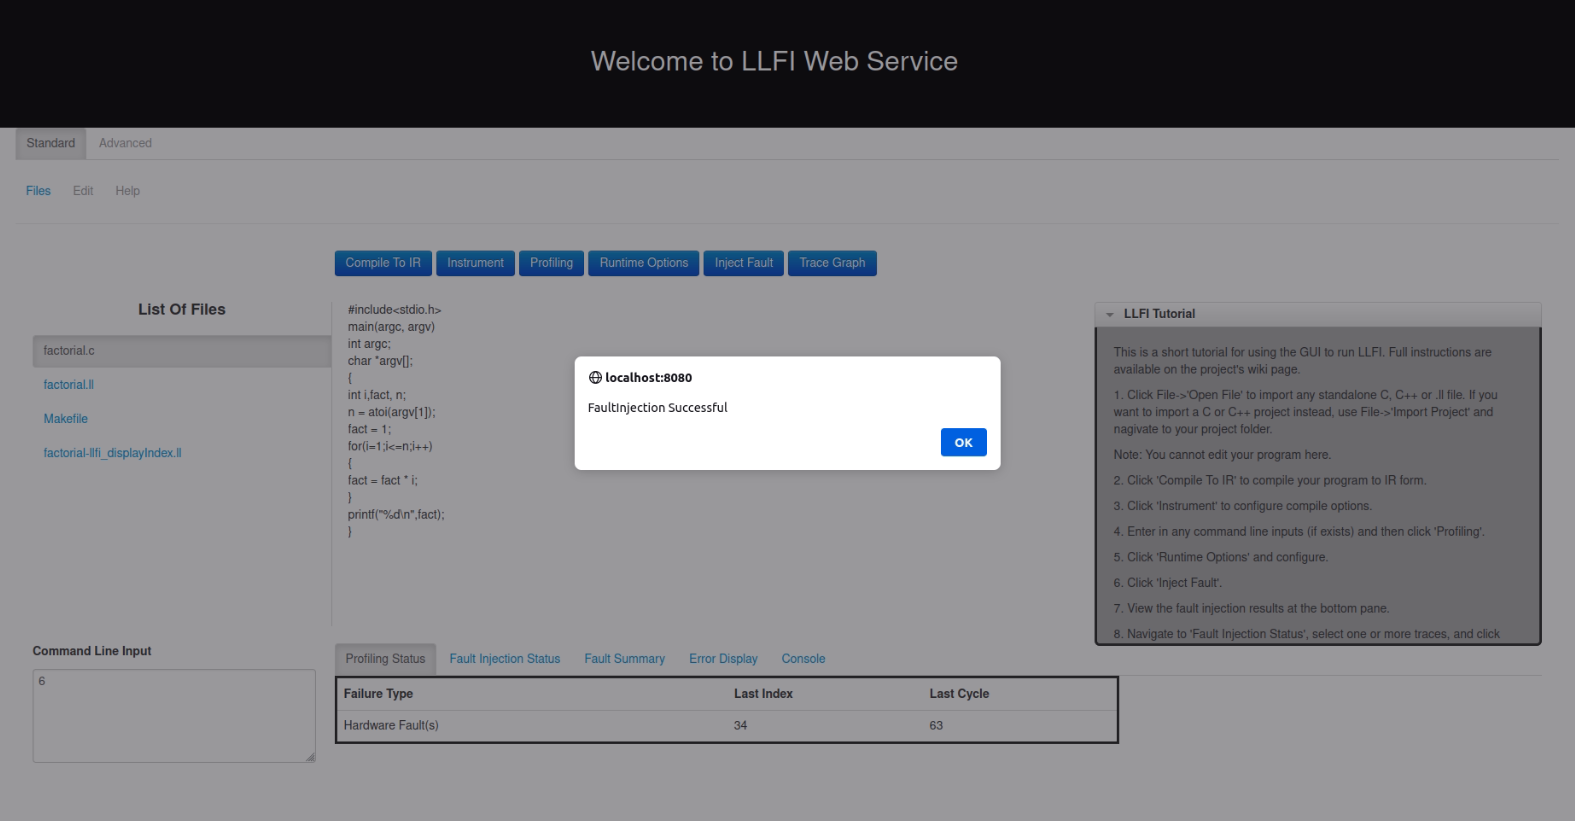 Welcome to LLFI Web Service
Standard
Advanced
Files
Edit
Help
Compile To IR
Instrument
Profiling
Runtime Options
Inject Fault
Trace Graph
List Of Files
factorial.c
factorial.ll
Makefile
factorial-llfi_displayIndex.ll
#include<stdio.h>
main(argc, argv)
int argc;
char *argv[];
{
int i,fact, n;
n = atoi(argv[1]);
fact = 1;
for(i=1;i<=n;i++)
{
fact = fact * i;
}
printf("%d\n",fact);
}
localhost:8080
FaultInjection Successful
OK
LLFI Tutorial
This is a short tutorial for using the GUI to run LLFI. Full instructions are
available on the project's wiki page.
1. Click File->'Open File' to import any standalone C, C++ or .ll file. If you
want to import a C or C++ project instead, use File->'Import Project' and
nagivate to your project folder.
Note: You cannot edit your program here.
2. Click 'Compile To IR' to compile your program to IR form.
3. Click 'Instrument' to configure compile options.
4. Enter in any command line inputs (if exists) and then click 'Profiling'.
5. Click 'Runtime Options' and configure.
6. Click 'Inject Fault'.
7. View the fault injection results at the bottom pane.
8. Navigate to 'Fault Injection Status', select one or more traces, and click
Command Line Input
6
Profiling Status
Fault Injection Status
Fault Summary
Error Display
Console
Failure Type
Last Index
Last Cycle
Hardware Fault(s)
34
63